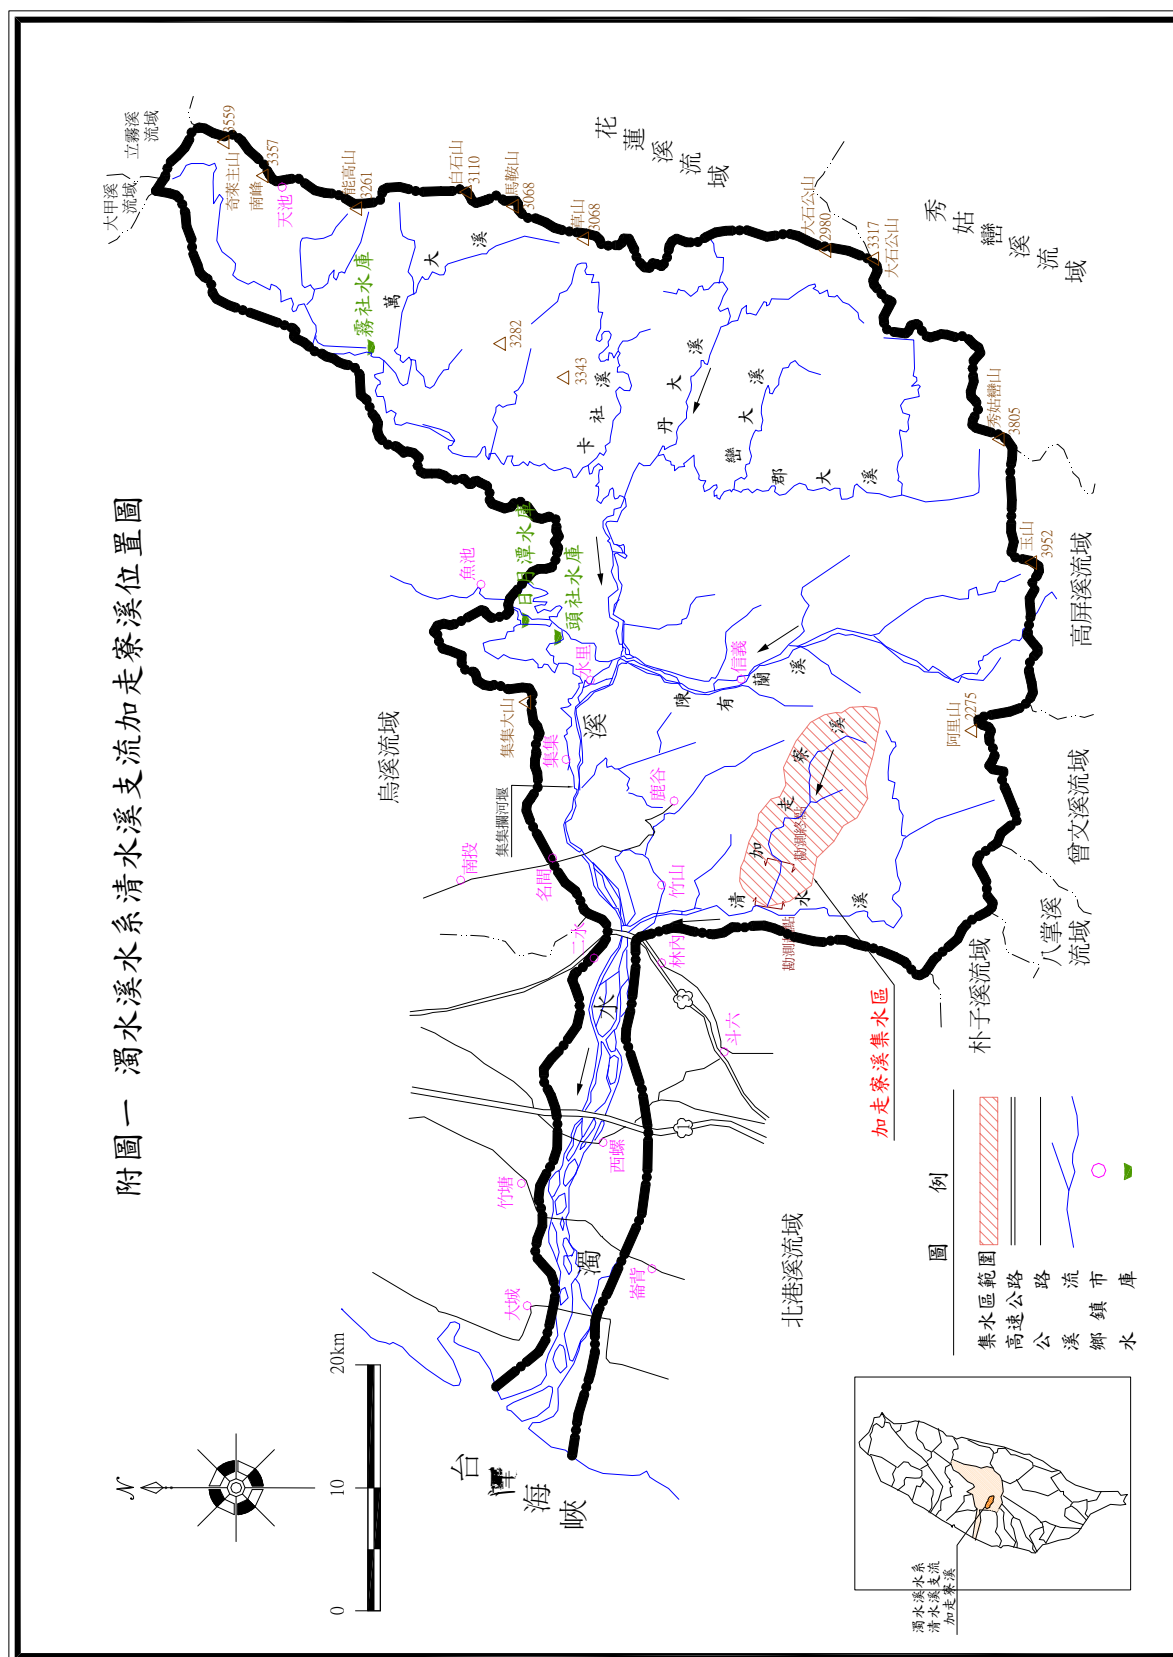 附圖一 濁水溪水系清水溪支流加走寮溪位置圖
N
0
10
20km
台
海
峽
大甲溪
流域
立霧溪
流域
3559
奇萊主山
南峰
3357
天池
能高山
3261
白石山
3110
馬鞍山
3068
草山
3068
大石公山
2980
3317
大石公山
花蓮溪流域
秀姑巒溪流域
秀姑巒山
3805
玉山
3952
高屏溪流域
阿里山
2275
曾文溪流域
八掌溪
流域
朴子溪流域
北港溪流域
烏溪流域
霧社水庫
萬大溪
3282
3343
卡社溪
丹大溪
巒大溪
郡大溪
魚池
日月潭水庫
頭社水庫
水里
集集大山
集集
集集攔河堰
信義
陳有蘭溪
鹿谷
南投
名間
竹山
二水
林內
斗六
3
1
西螺
竹塘
大城
崙背
濁水溪
清水溪
加走寮溪
勘測終點
勘測起點
加走寮溪集水區
圖例
集水區範圍
高速公路
公路
溪流
鄉鎮市
水庫
濁水溪水系
清水溪支流
加走寮溪